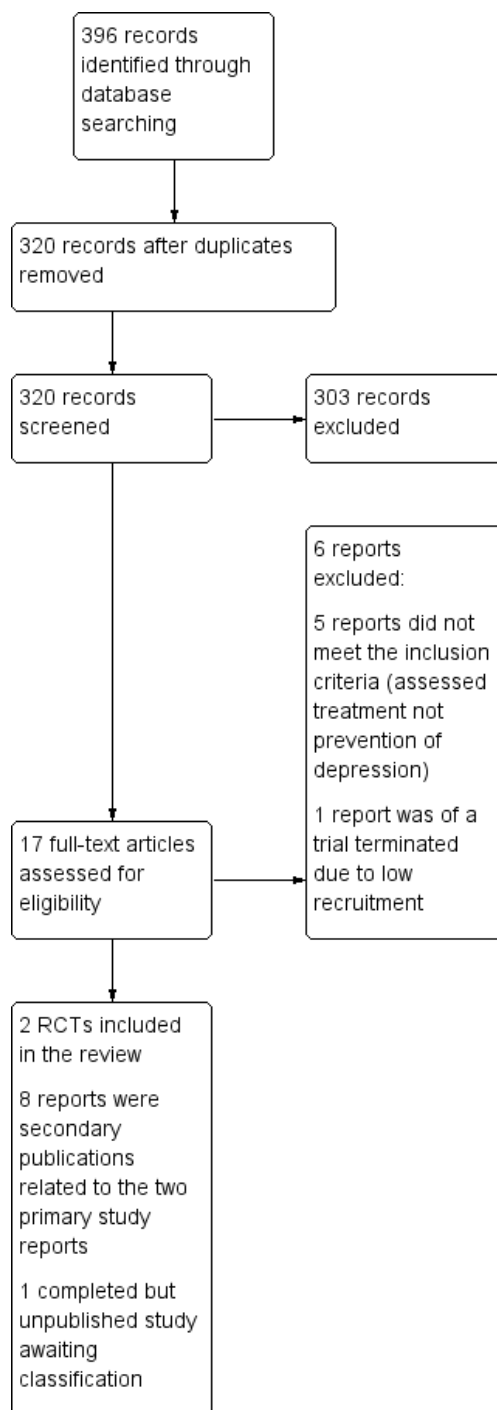 396 records
identified through
database
searching
320 records after duplicates
removed
320 records
screened
303 records
excluded
6 reports
excluded:
5 reports did not
meet the inclusion
criteria (assessed
treatment not
prevention of
depression)
1 report was of a
trial terminated
due to low
recruitment
17 full-text articles
assessed for
eligibility
2 RCTs included
in the review
8 reports were
secondary
publications
related to the two
primary study
reports
1 completed but
unpublished study
awaiting
classification